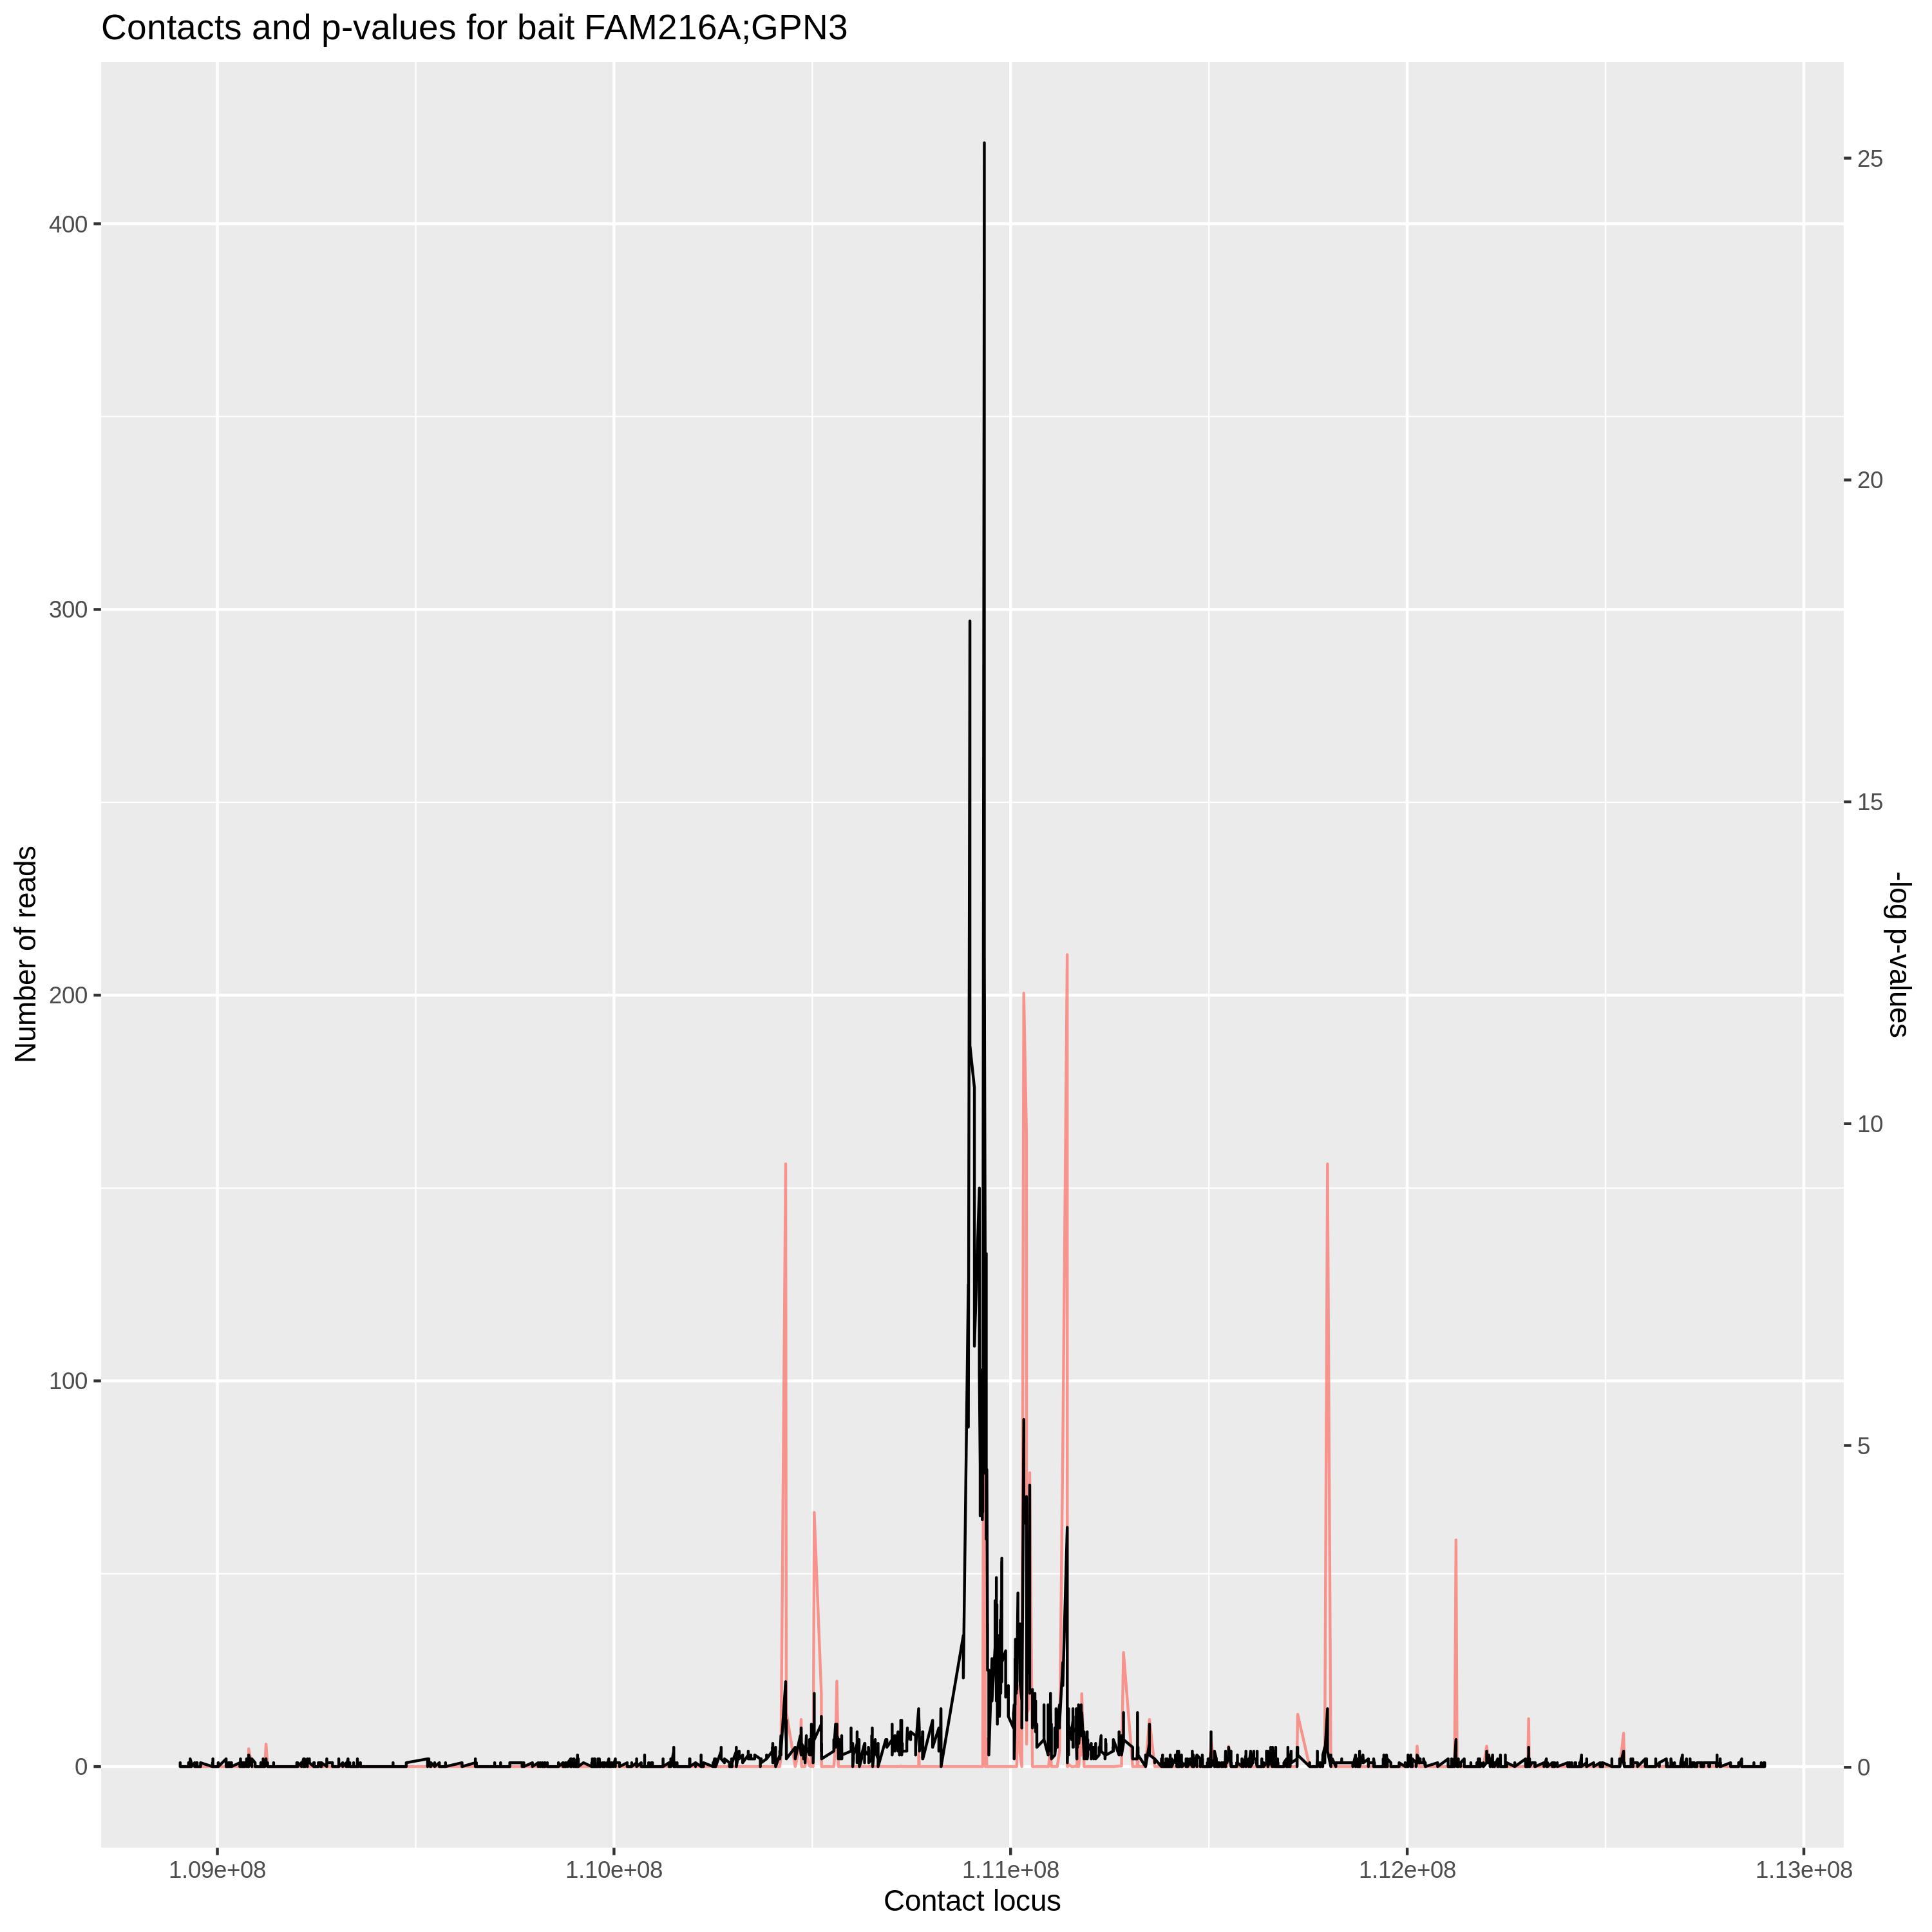 Contacts and p-values for bait FAM216A;GPN3
400
300
200
100
0
Number of reads
25
20
15
10
5
0
-log p-values
1.09e+08
1.10e+08
1.11e+08
1.12e+08
1.13e+08
Contact locus